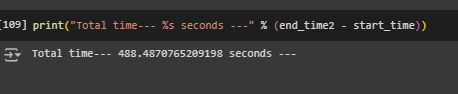 [109] print("Total time--- %s seconds ---" % (end_time2 - start_time))
Total time--- 488.4870765209198 seconds ---